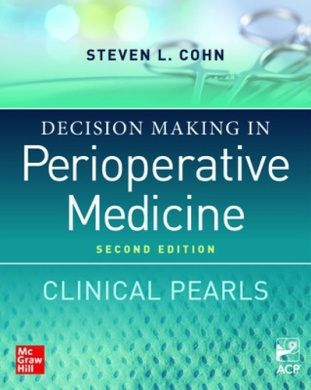 STEVEN L. COHN
DECISION MAKING IN
Perioperative
Medicine
SECOND EDITION
CLINICAL PEARLS
Mc
Graw
Hill
ACP